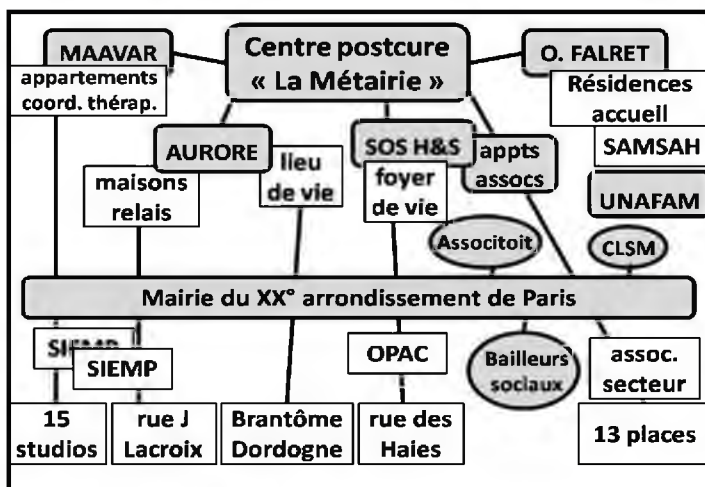 MAAVAR
Centre postcure
« La Métairie »
O. FALRET
appartements
coord. thérap.
Résidences
accueil
SAMSAH
AURORE
SOS H&S
appts
assocs
maisons
relais
lieu
de vie
foyer
de vie
UNAFAM
Associtoit
CLSM
Mairie du XX° arrondissement de Paris
SIEMP
SIEMP
OPAC
Bailleurs
sociaux
assoc.
secteur
15
studios
rue J
Lacroix
Brantôme
Dordogne
rue des
Haies
13 places